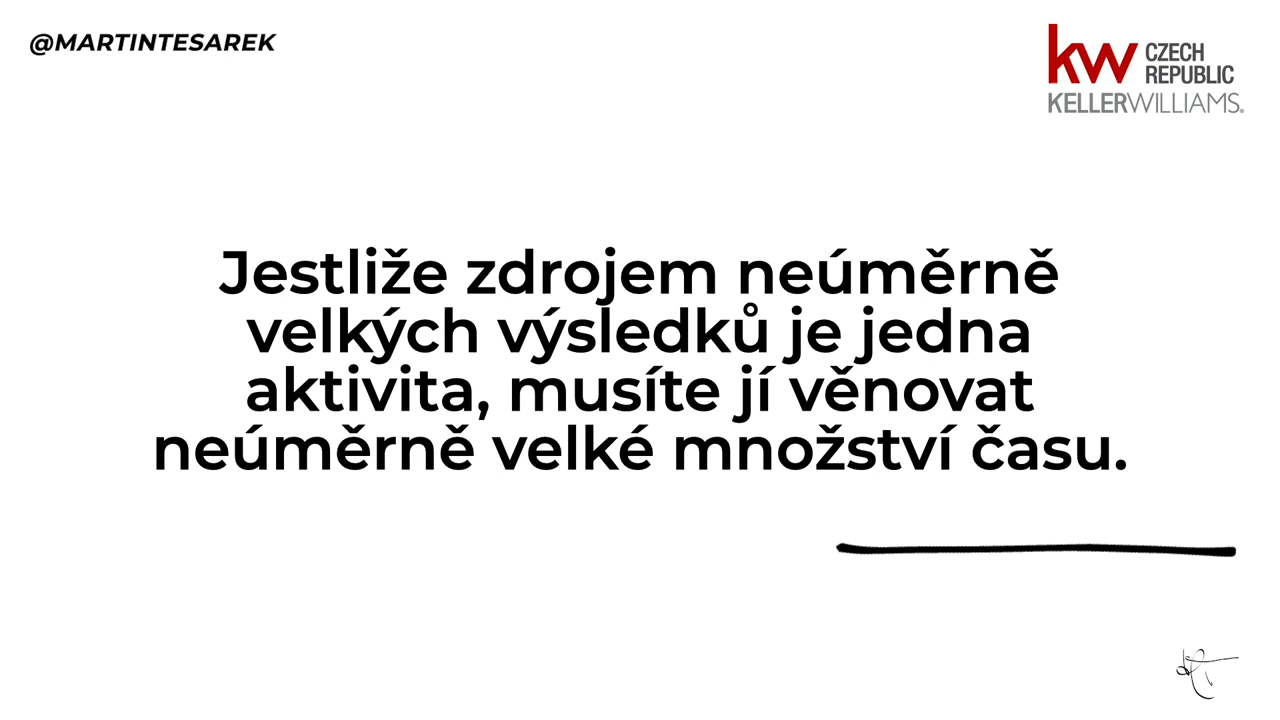 @MARTINTESAREK
kw CZECH
REPUBLIC
KELLERWILLIAMS®
Jestliže zdrojem neúměrně
velkých výsledků je jedna
aktivita, musíte jí věnovat
neúměrně velké množství času.